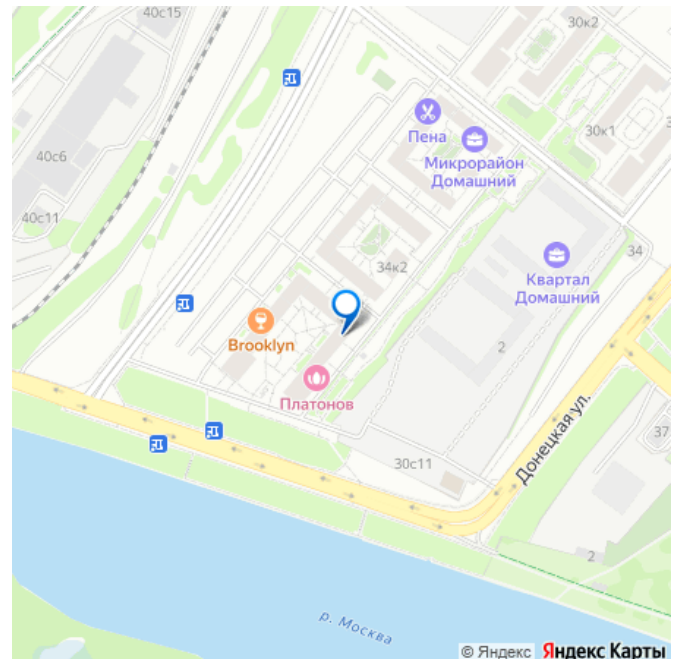 40с15
30к2
Пена
Микрорайон
Домашний
30к1
40с6
40с11
34
34к2
Квартал
Домашний
Brooklyn
2
Платонов
Донецкая ул.
37
30с11
2
р. Москва
© Яндекс Яндекс Карты